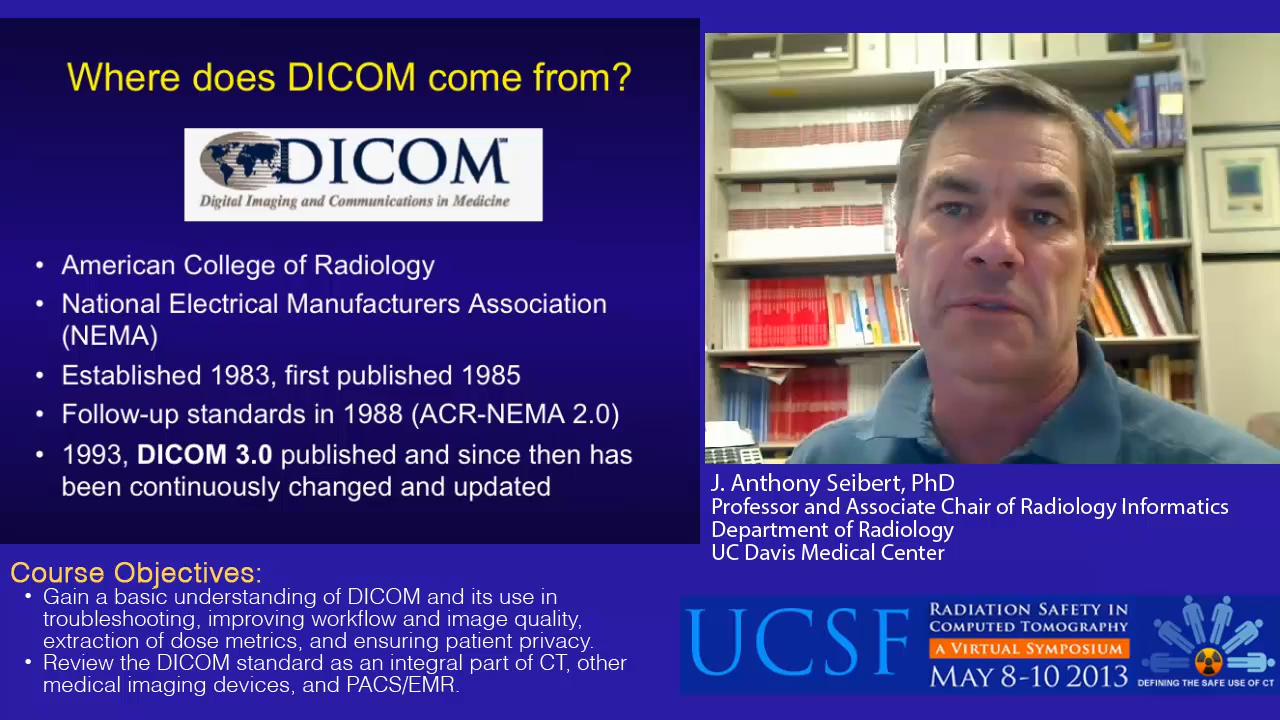 Where does DICOM come from?
DICOM
Digital Imaging and Communications in Medicine
• American College of Radiology
• National Electrical Manufacturers Association
(NEMA)
• Established 1983, first published 1985
• Follow-up standards in 1988 (ACR-NEMA 2.0)
• 1993, DICOM 3.0 published and since then has
been continuously changed and updated
J. Anthony Seibert, PhD
Professor and Associate Chair of Radiology Informatics
Department of Radiology
UC Davis Medical Center
Course Objectives:
• Gain a basic understanding of DICOM and its use in
troubleshooting, improving workflow and image quality,
extraction of dose metrics, and ensuring patient privacy.
• Review the DICOM standard as an integral part of CT, other
medical imaging devices, and PACS/EMR.
UCSF
Radiation Safety in
Computed Tomography
A Virtual Symposium
May 8-10 2013
DEFINING THE SAFE USE OF CT